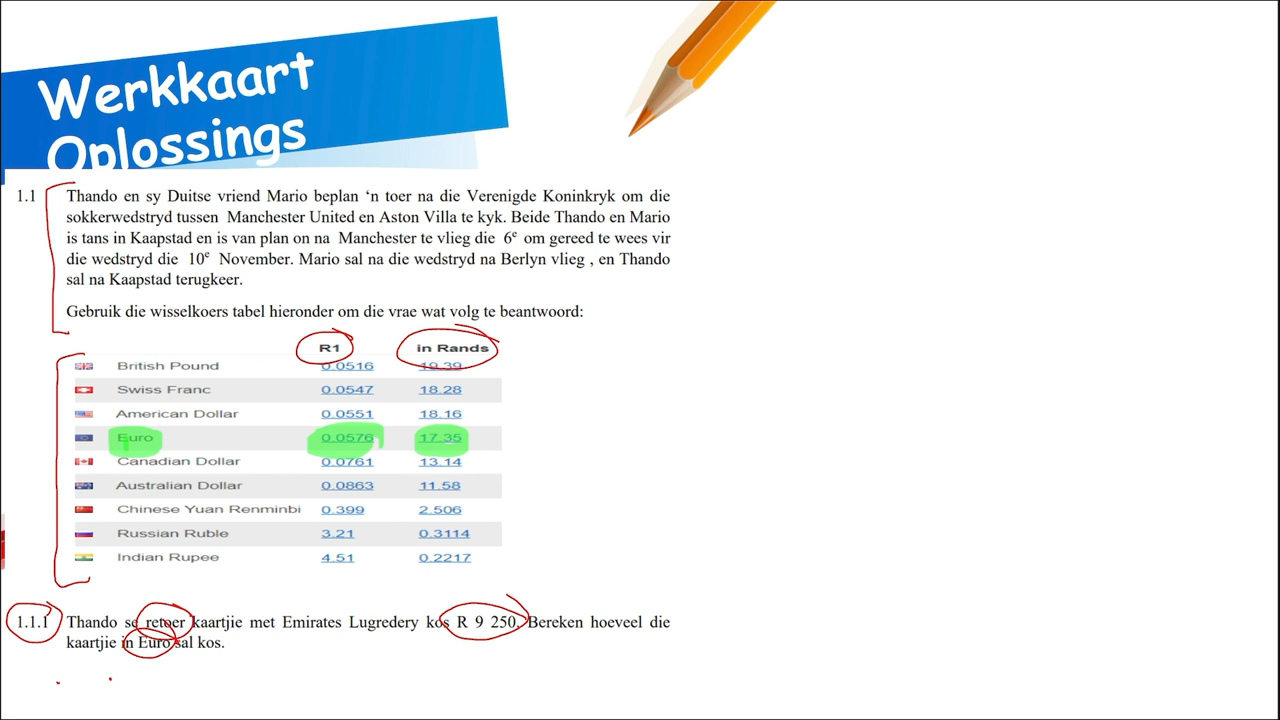 Werkkaart
Oplossings
1.1 Thando en sy Duitse vriend Mario beplan ‘n toer na die Verenigde Koninkryk om die
sokkerwedstryd tussen Manchester United en Aston Villa te kyk. Beide Thando en Mario
is tans in Kaapstad en is van plan on na Manchester te vlieg die 6e om gereed te wees vir
die wedstryd die 10e November. Mario sal na die wedstryd na Berlyn vlieg , en Thando
sal na Kaapstad terugkeer.
Gebruik die wisselkoers tabel hieronder om die vrae wat volg te beantwoord:
R1 in Rands
British Pound 0.0516 19.39
Swiss Franc 0.0547 18.28
American Dollar 0.0551 18.16
Euro 0.0576 17.35
Canadian Dollar 0.0761 13.14
Australian Dollar 0.0863 11.58
Chinese Yuan Renminbi 0.399 2.506
Russian Ruble 3.21 0.3114
Indian Rupee 4.51 0.2217
1.1.1 Thando se retoer kaartjie met Emirates Lugredery kos R 9 250. Bereken hoeveel die
kaartjie in Euro sal kos.